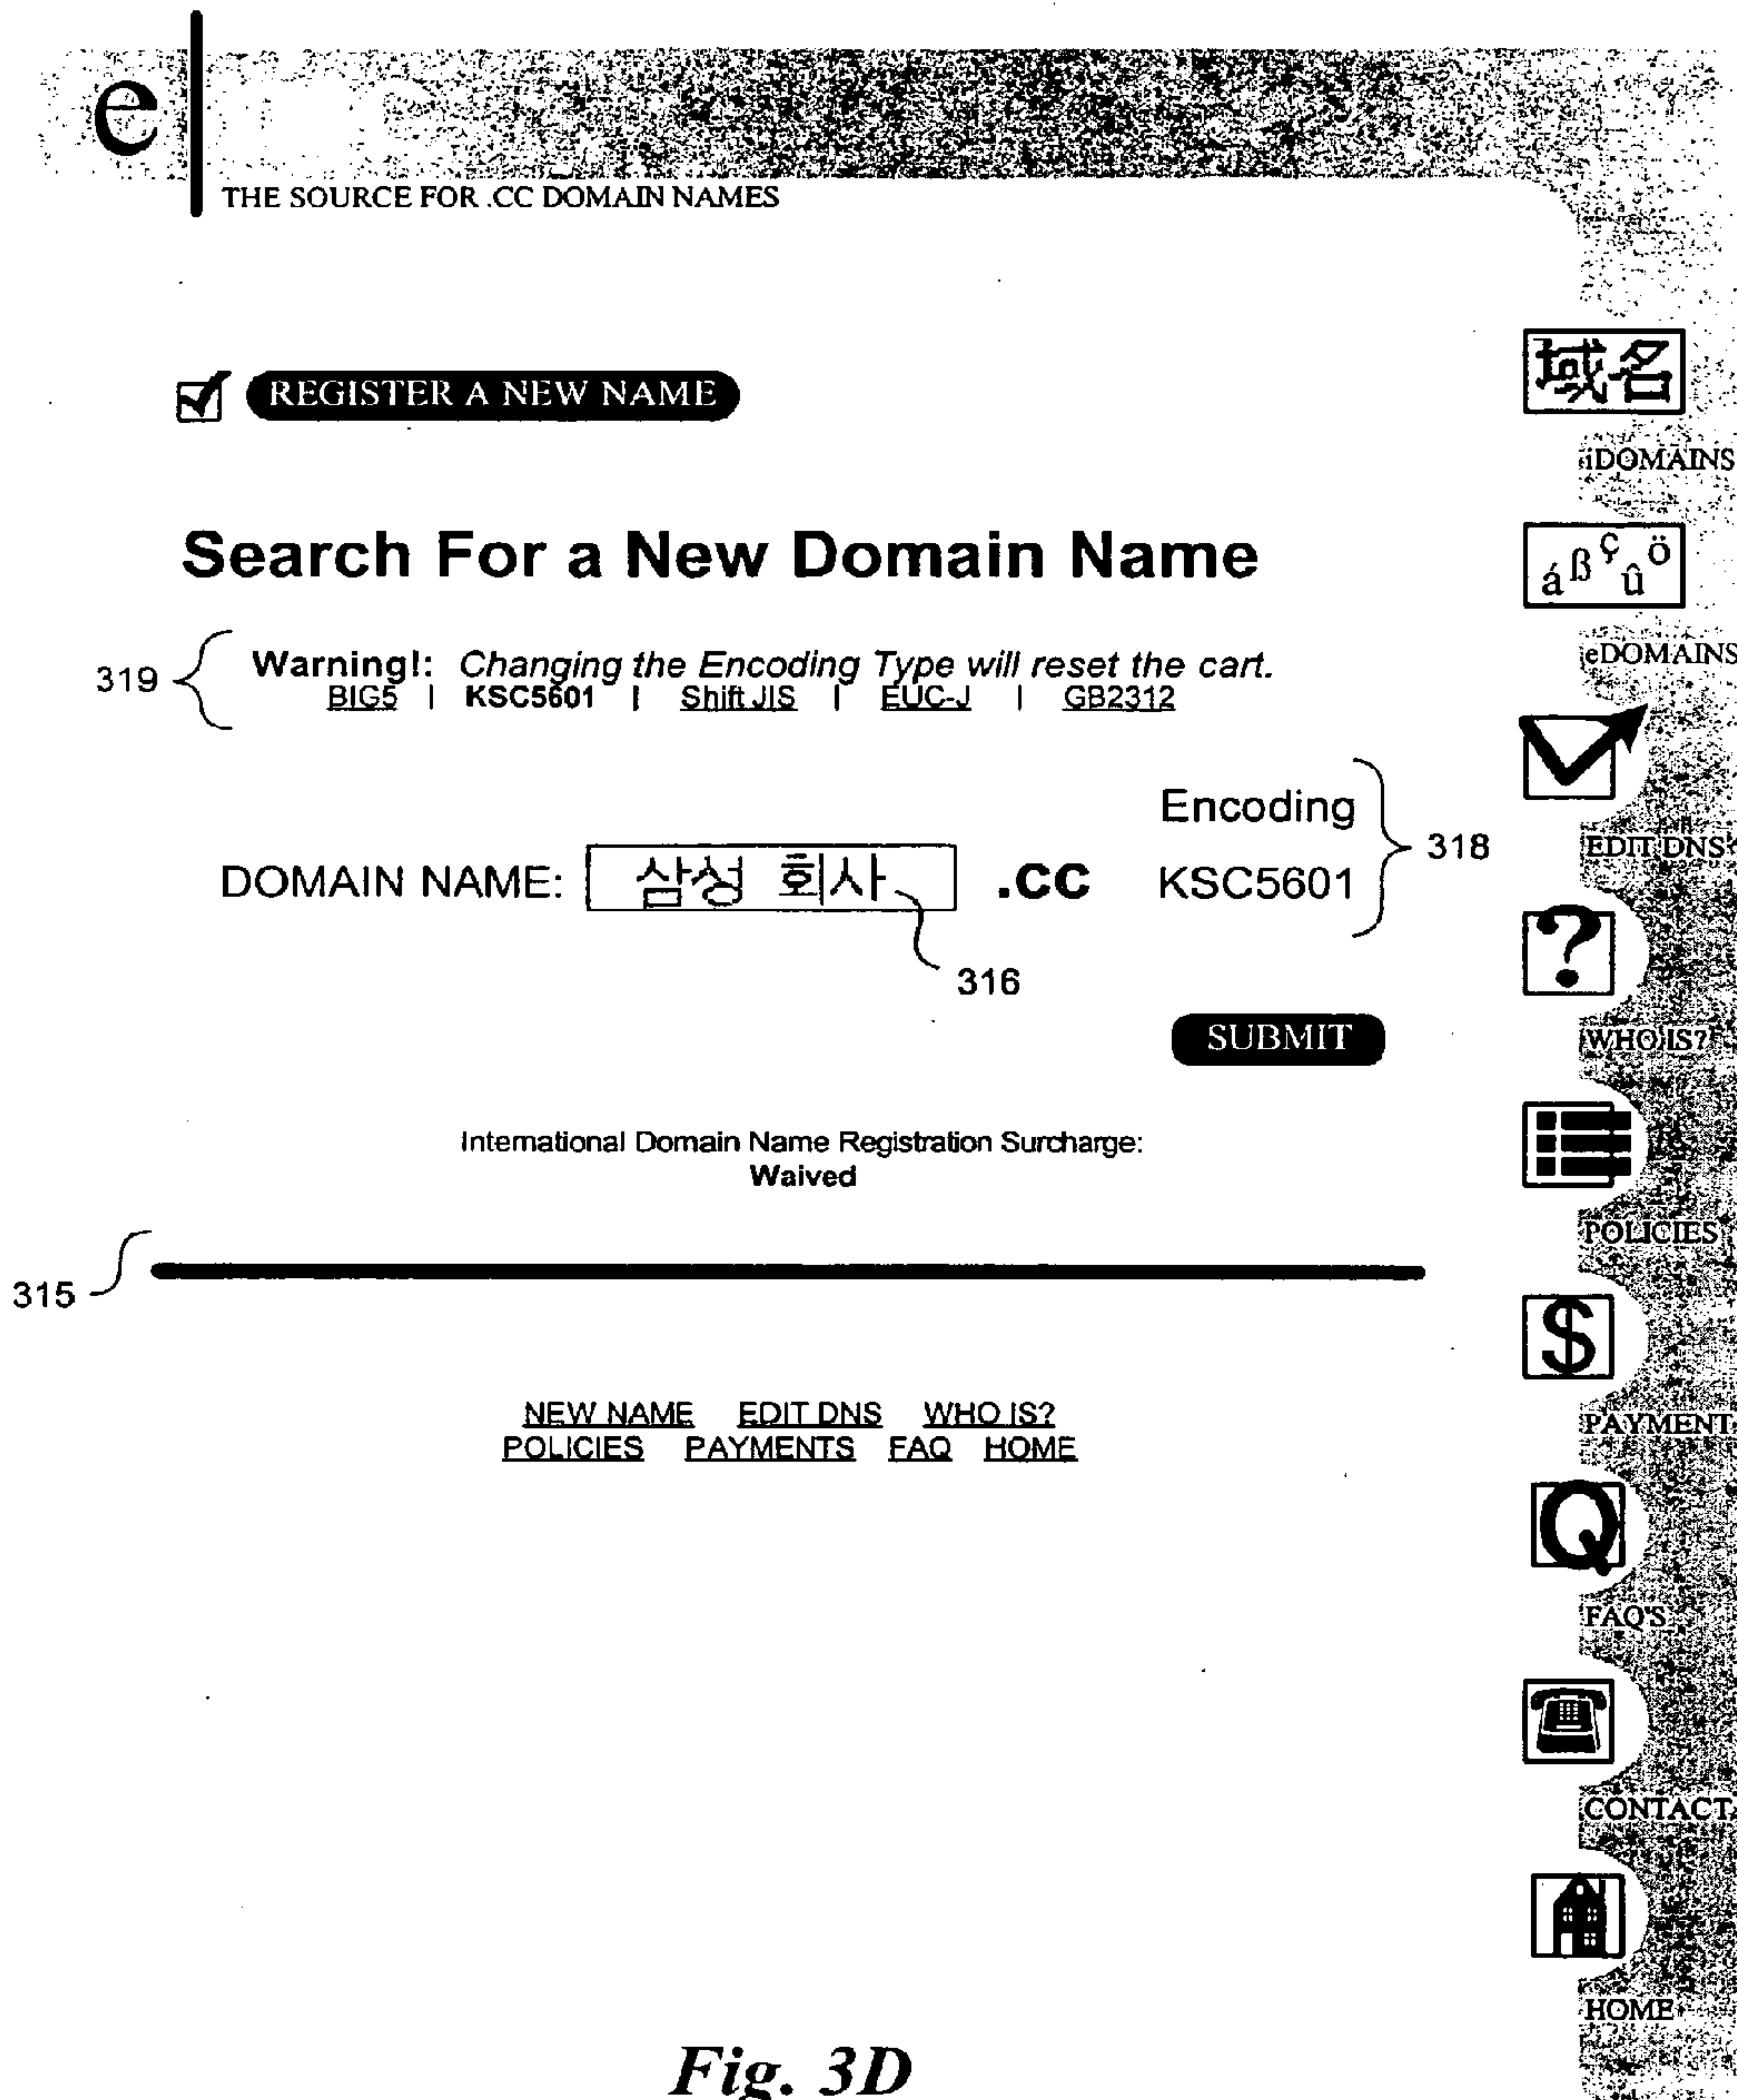 e
THE SOURCE FOR .CC DOMAIN NAMES
REGISTER A NEW NAME
Search For a New Domain Name
319
Warning!: Changing the Encoding Type will reset the cart.
BIG5 | KSC5601 | Shift JIS | EUC-J | GB2312
Encoding
318
DOMAIN NAME: 삼성 회사 .cc KSC5601
316
SUBMIT
International Domain Name Registration Surcharge:
Waived
315
NEW NAME EDIT DNS WHO IS?
POLICIES PAYMENTS FAQ HOME
域名
iDOMAINS
á ß ç û ö
eDOMAINS
EDIT DNS
?
WHO IS?
POLICIES
$
PAYMENT
Q
FAQ'S
CONTACT
HOME
Fig. 3D